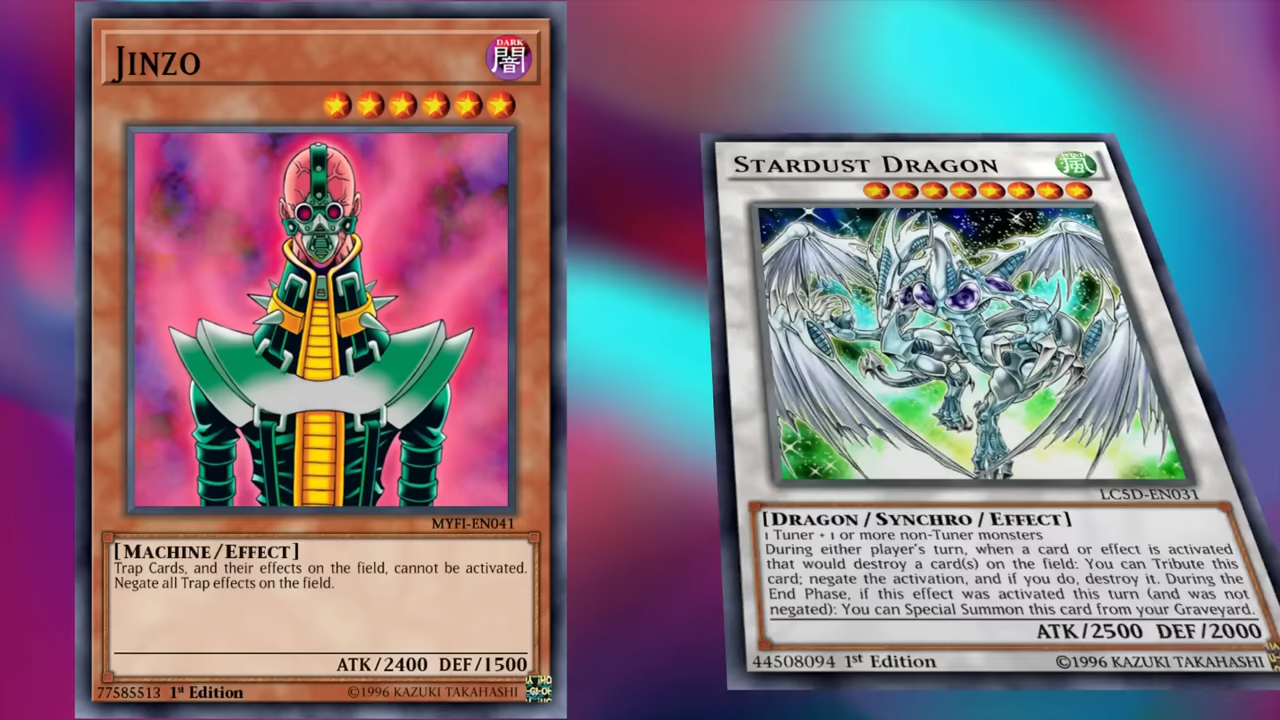 JINZO
DARK
闇
MYFI-EN041
[MACHINE/EFFECT]
Trap Cards, and their effects on the field, cannot be activated.
Negate all Trap effects on the field.
ATK/2400 DEF/1500
77585513 1st Edition ©1996 KAZUKI TAKAHASHI
STARDUST DRAGON
WIND
風
LC5D-EN031
[DRAGON/SYNCHRO/EFFECT]
1 Tuner + 1 or more non-Tuner monsters
During either player's turn, when a card or effect is activated
that would destroy a card(s) on the field: You can Tribute this
card; negate the activation, and if you do, destroy it. During the
End Phase, if this effect was activated this turn (and was not
negated): You can Special Summon this card from your Graveyard.
ATK/2500 DEF/2000
44508094 1st Edition ©1996 KAZUKI TAKAHASHI